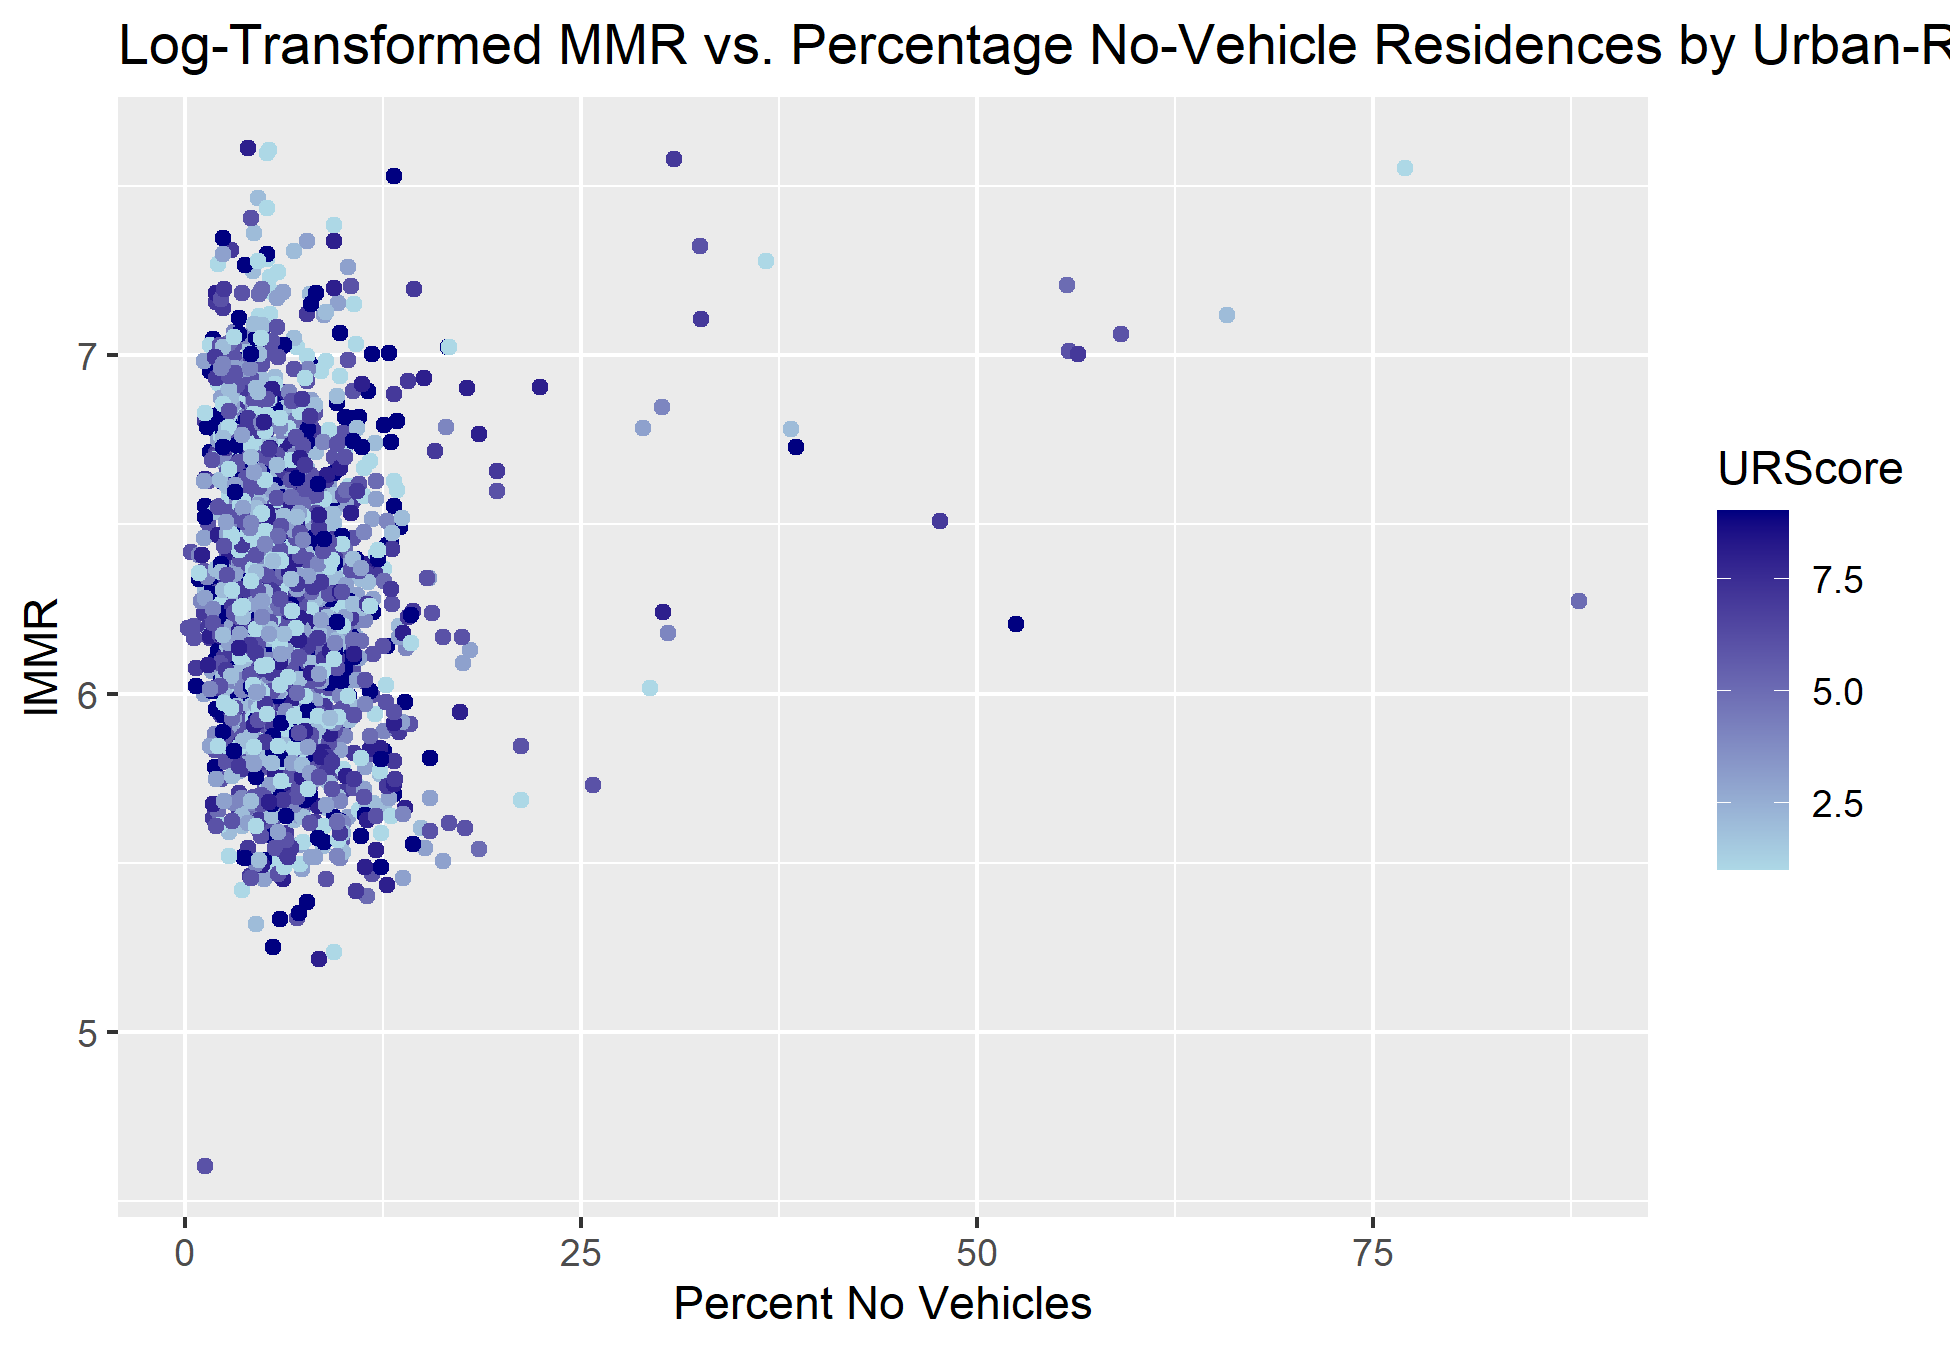 Log-Transformed MMR vs. Percentage No-Vehicle Residences by Urban-R
lMMR
7
6
5
0
25
50
75
Percent No Vehicles
URScore
7.5
5.0
2.5